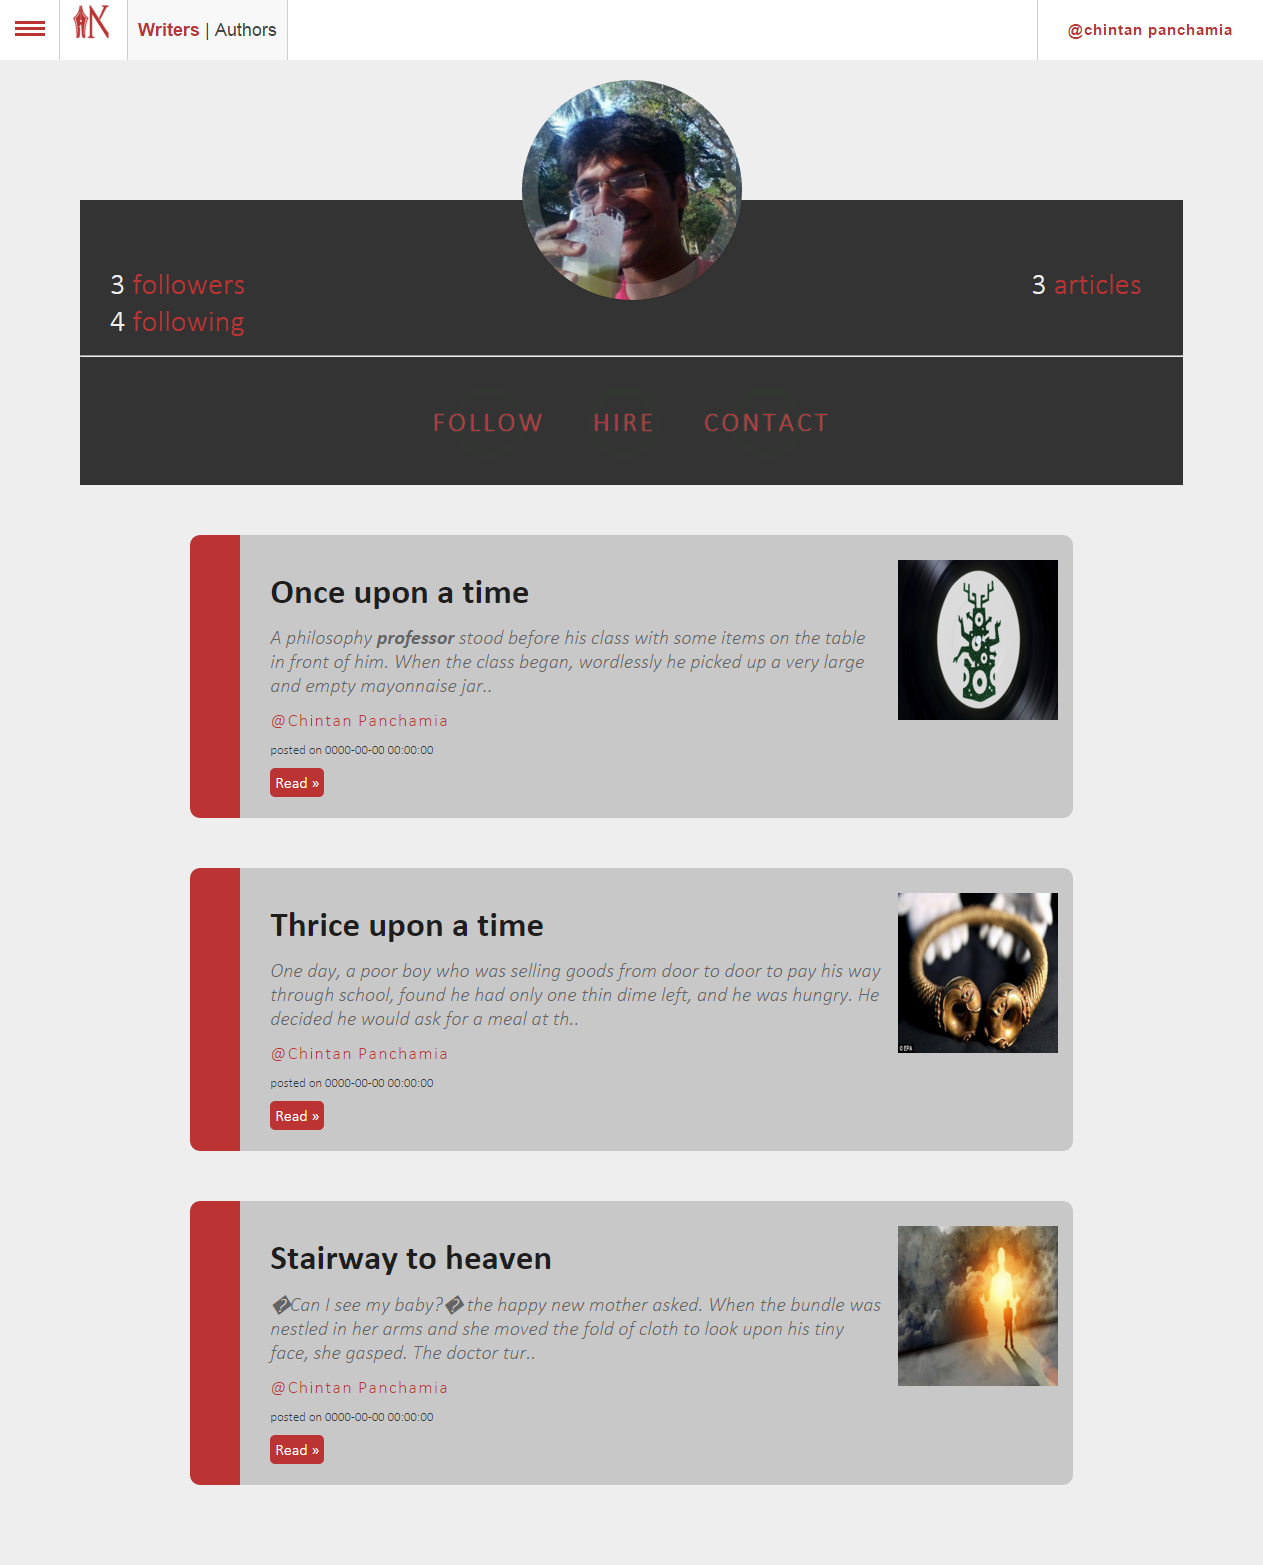 Writers | Authors
@chintan panchamia
3 followers
3 articles
4 following
FOLLOW HIRE CONTACT
Once upon a time
A philosophy professor stood before his class with some items on the table
in front of him. When the class began, wordlessly he picked up a very large
and empty mayonnaise jar..
@Chintan Panchamia
posted on 0000-00-00 00:00:00
Read »
Thrice upon a time
One day, a poor boy who was selling goods from door to door to pay his way
through school, found he had only one thin dime left, and he was hungry. He
decided he would ask for a meal at th..
© EPA
@Chintan Panchamia
posted on 0000-00-00 00:00:00
Read »
Stairway to heaven
�Can I see my baby?� the happy new mother asked. When the bundle was
nestled in her arms and she moved the fold of cloth to look upon his tiny
face, she gasped. The doctor tur..
@Chintan Panchamia
posted on 0000-00-00 00:00:00
Read »